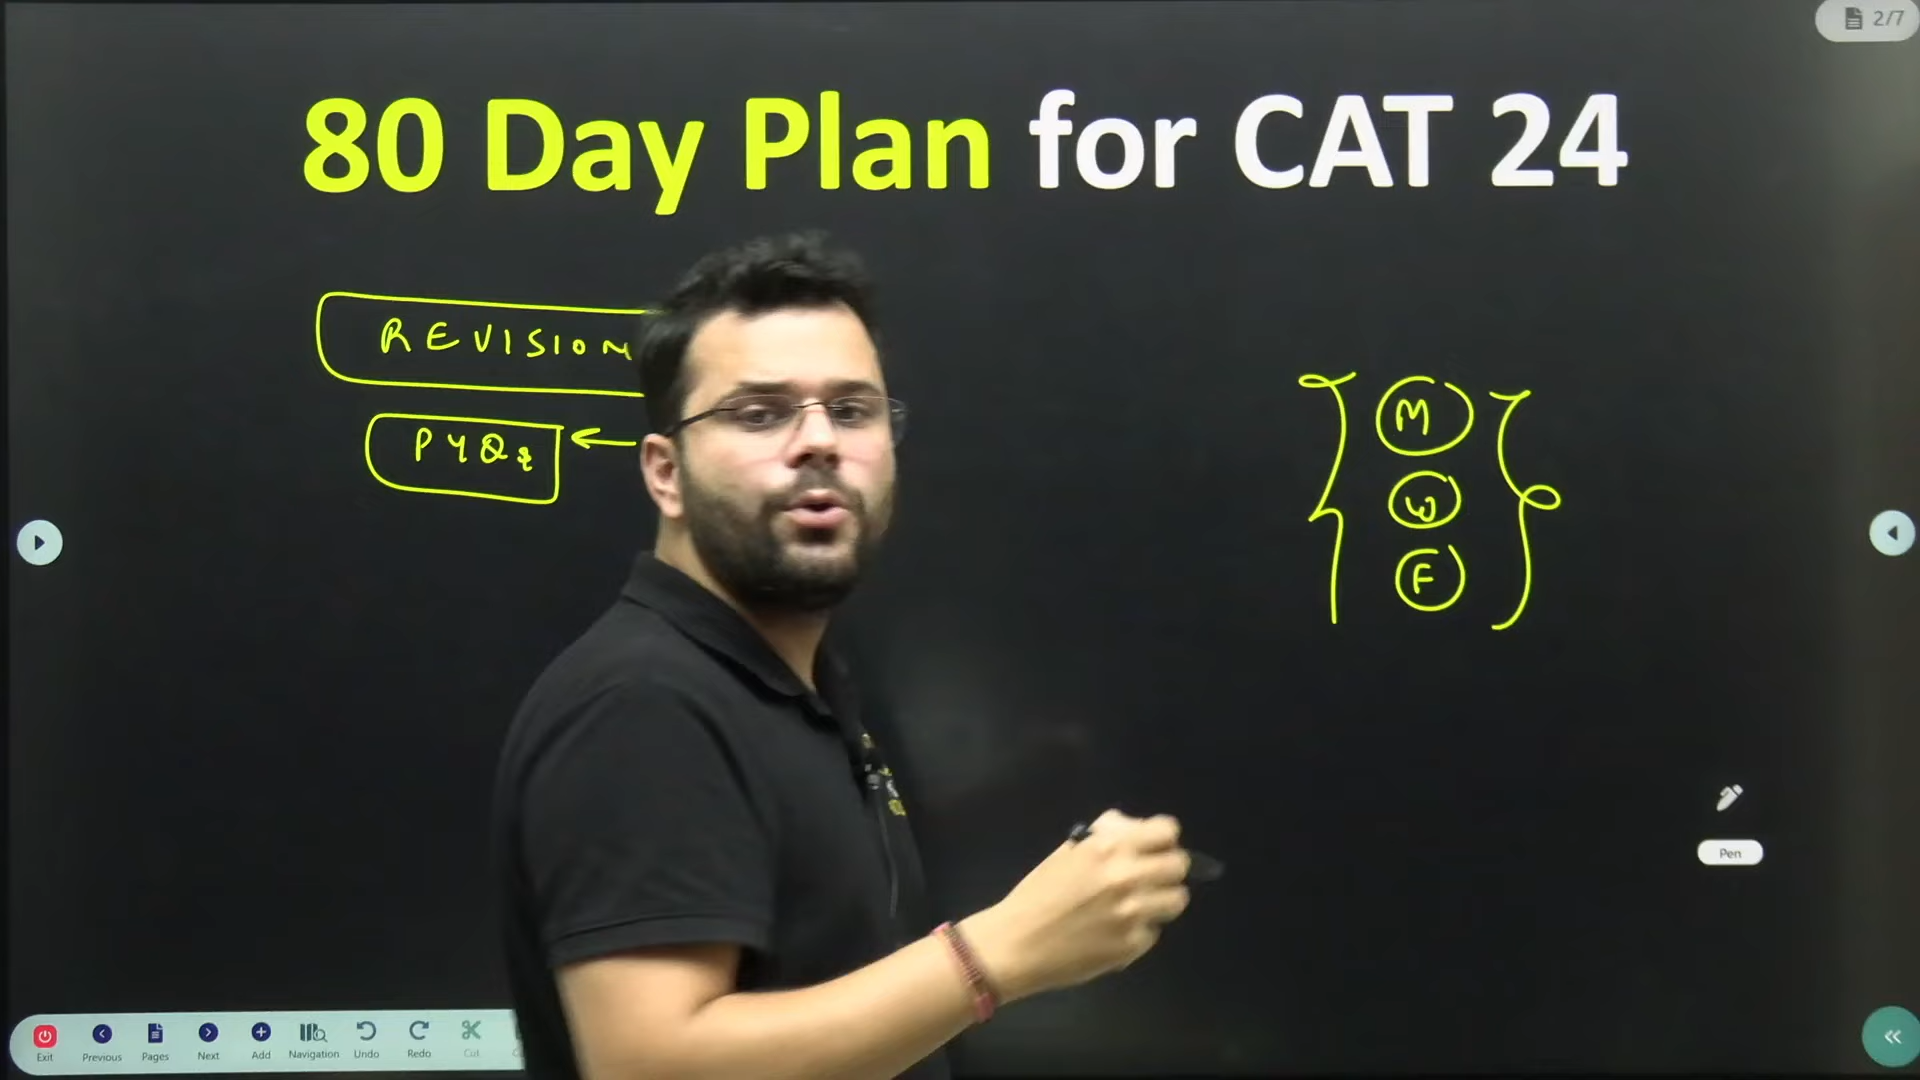 2/7
80 Day Plan for CAT 24
REVISION
PYQs
M
W
F
Pen
Exit Previous Pages Next Add Navigation Undo Redo Cut